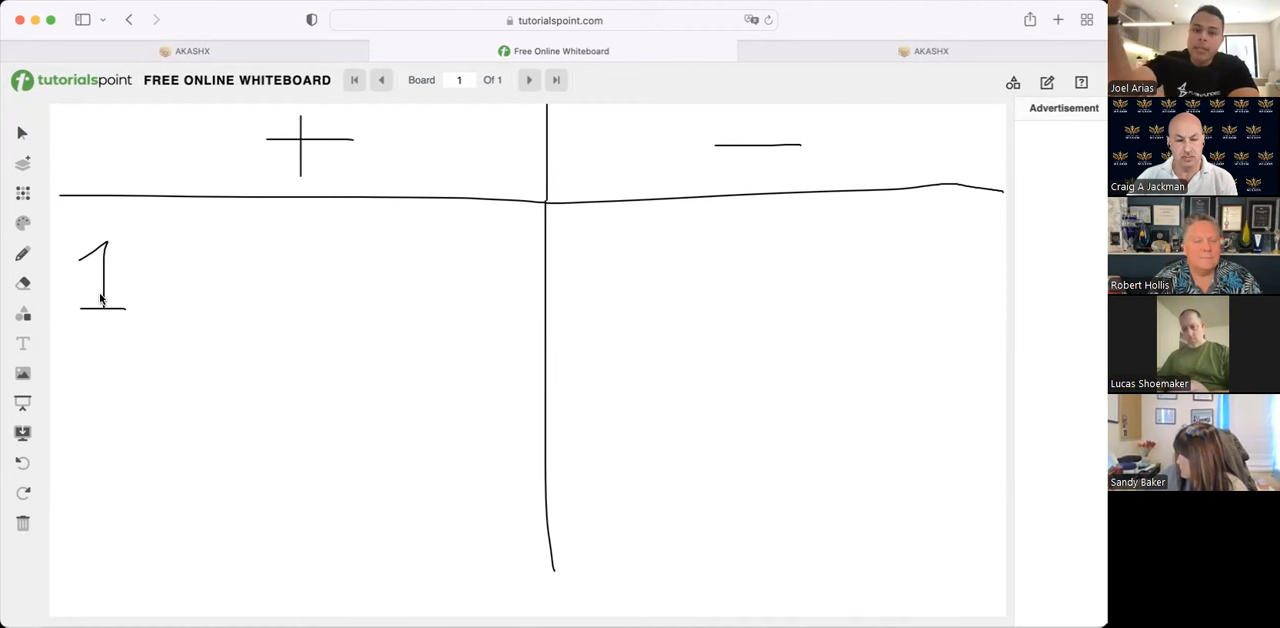 tutorialspoint.com
AKASHX
Free Online Whiteboard
AKASHX
tutorialspoint FREE ONLINE WHITEBOARD
Board 1 Of 1
Advertisement
+
—
1
Joel Arias
Craig A Jackman
Robert Hollis
Lucas Shoemaker
Sandy Baker